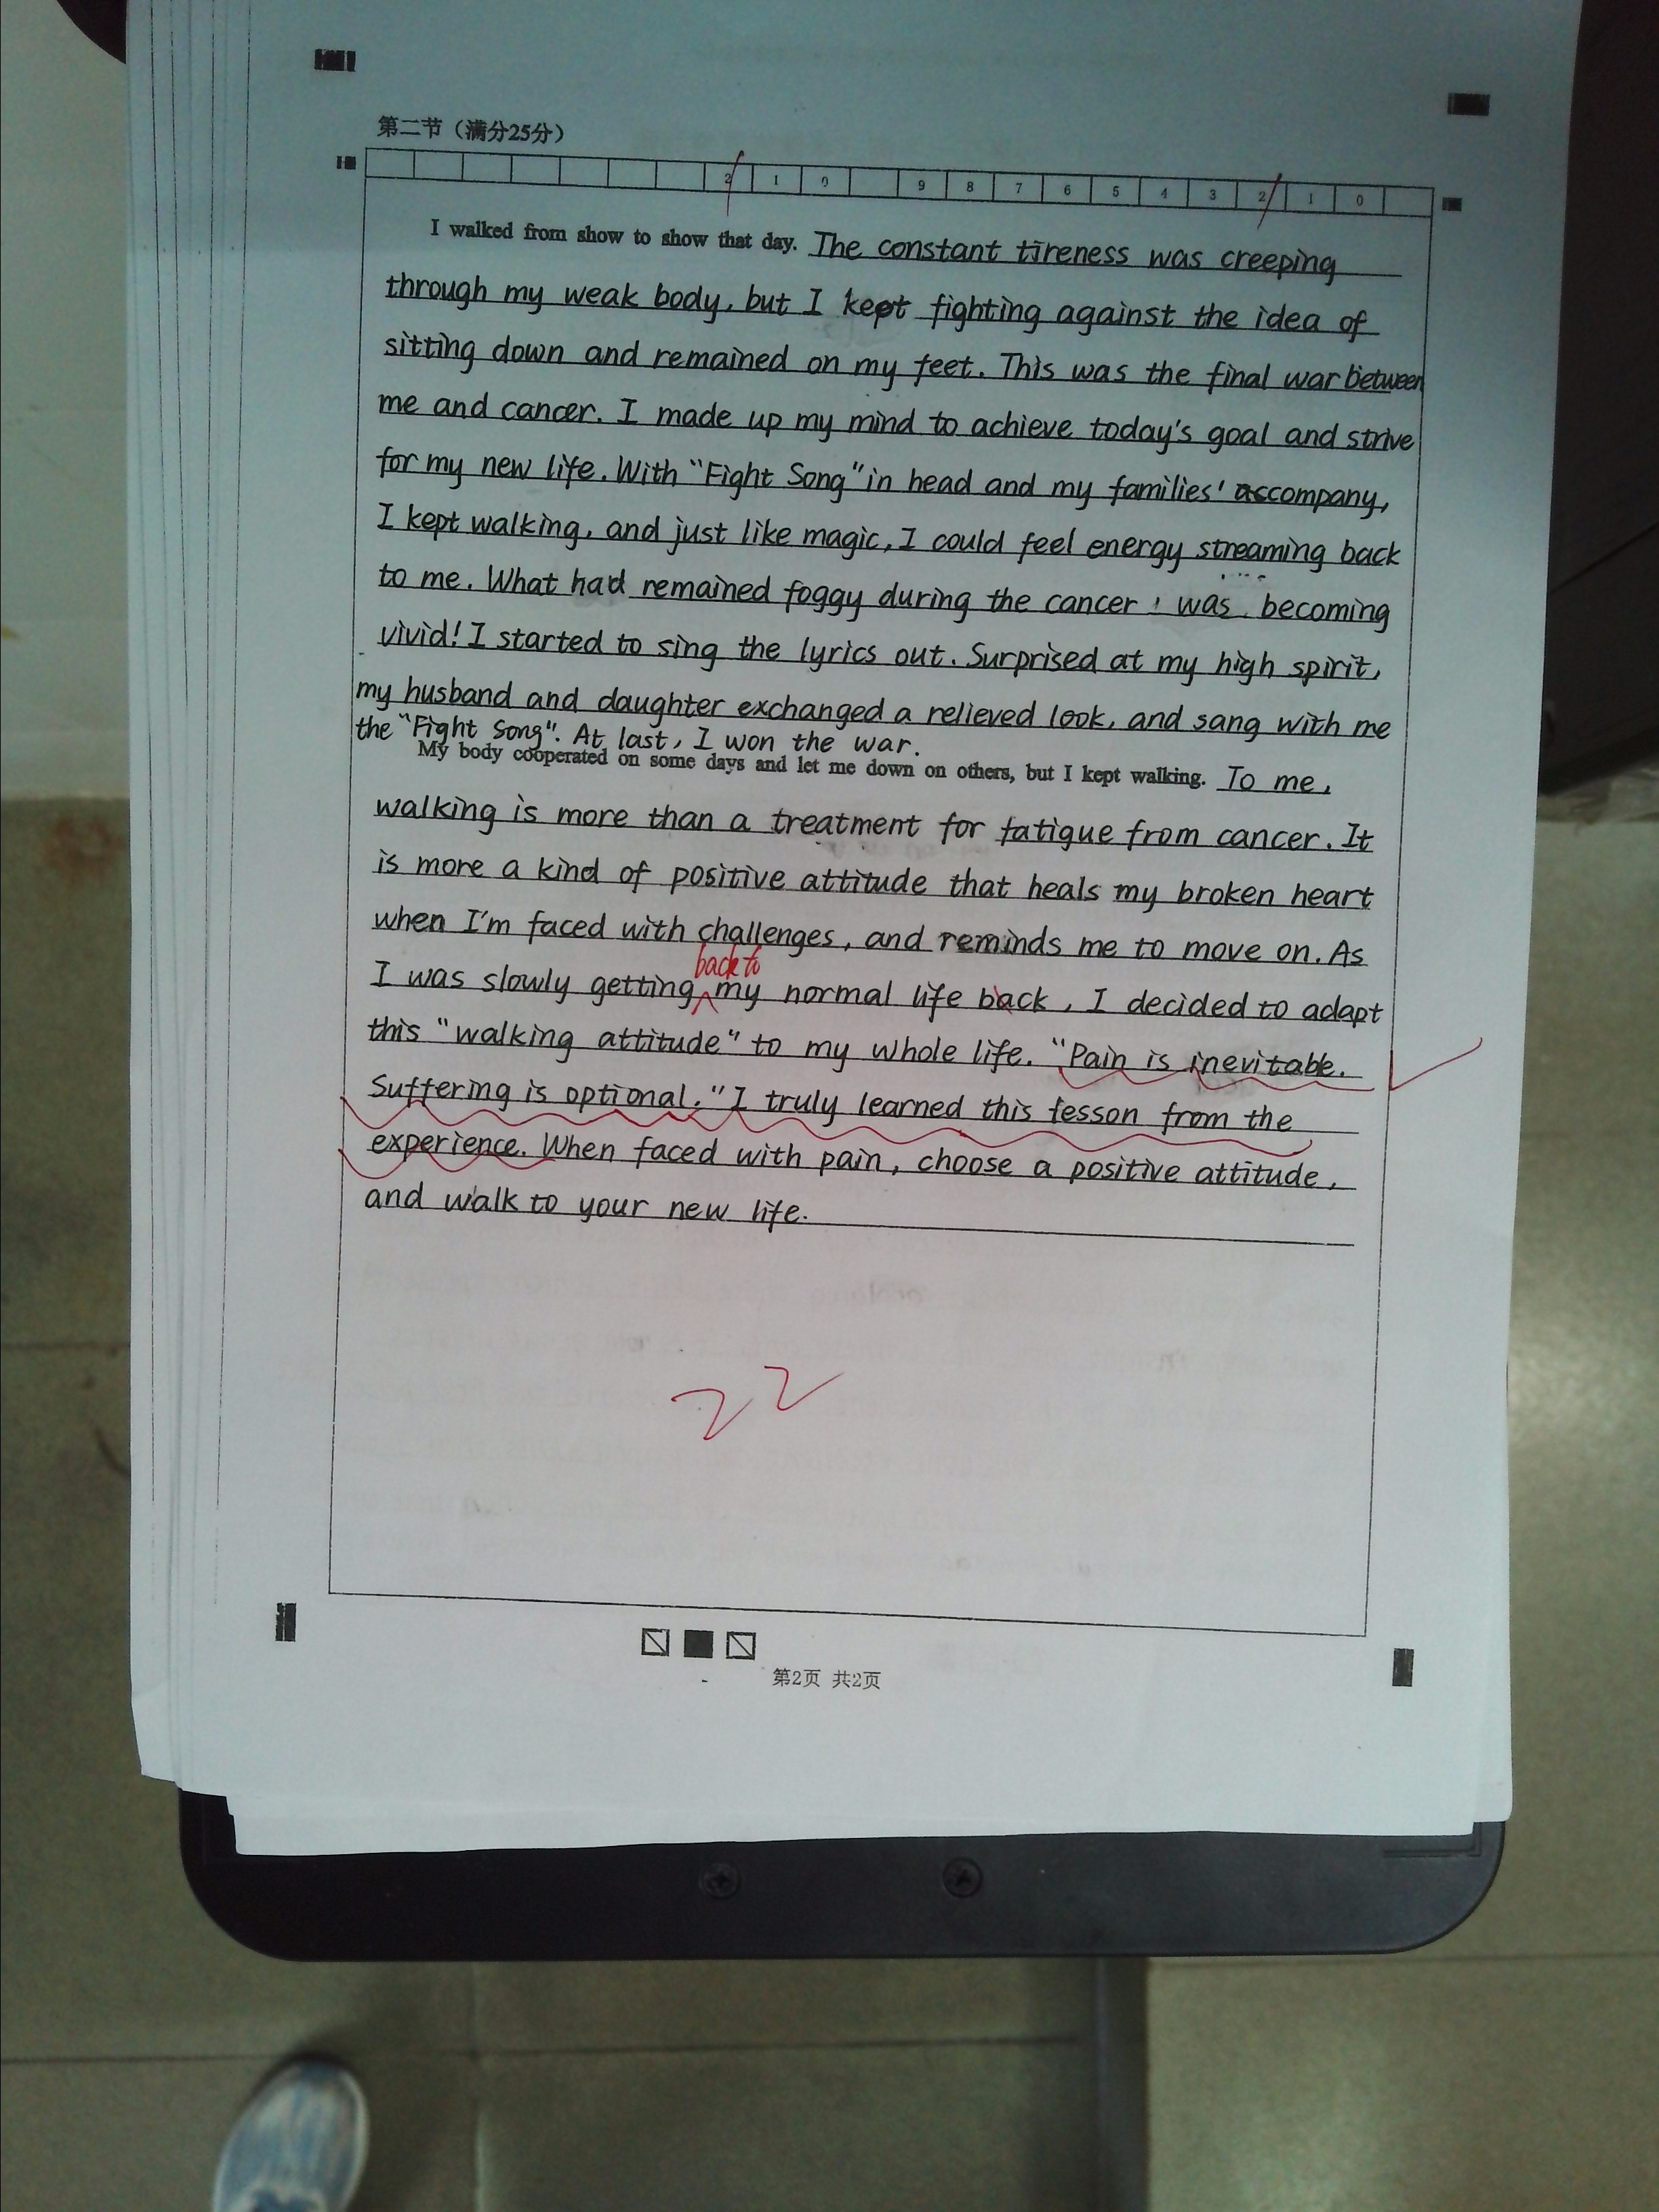 第二节（满分25分）
2 1 0 9 8 7 6 5 4 3 2 1 0
I walked from show to show that day. The constant tireness was creeping
through my weak body, but I kept fighting against the idea of
sitting down and remained on my feet. This was the final war between
me and cancer. I made up my mind to achieve today's goal and strive
for my new life. With "Fight Song" in head and my families' accompany,
I kept walking, and just like magic, I could feel energy streaming back
to me. What had remained foggy during the cancer was becoming
vivid! I started to sing the lyrics out. Surprised at my high spirit,
my husband and daughter exchanged a relieved look, and sang with me
the "Fight Song". At last, I won the war.
My body cooperated on some days and let me down on others, but I kept walking. To me,
walking is more than a treatment for fatigue from cancer. It
is more a kind of positive attitude that heals my broken heart
when I'm faced with challenges, and reminds me to move on. As
back to
I was slowly getting my normal life back, I decided to adapt
this "walking attitude" to my whole life. "Pain is inevitable.
Suffering is optional." I truly learned this lesson from the
experience. When faced with pain, choose a positive attitude,
and walk to your new life.
22
第2页 共2页